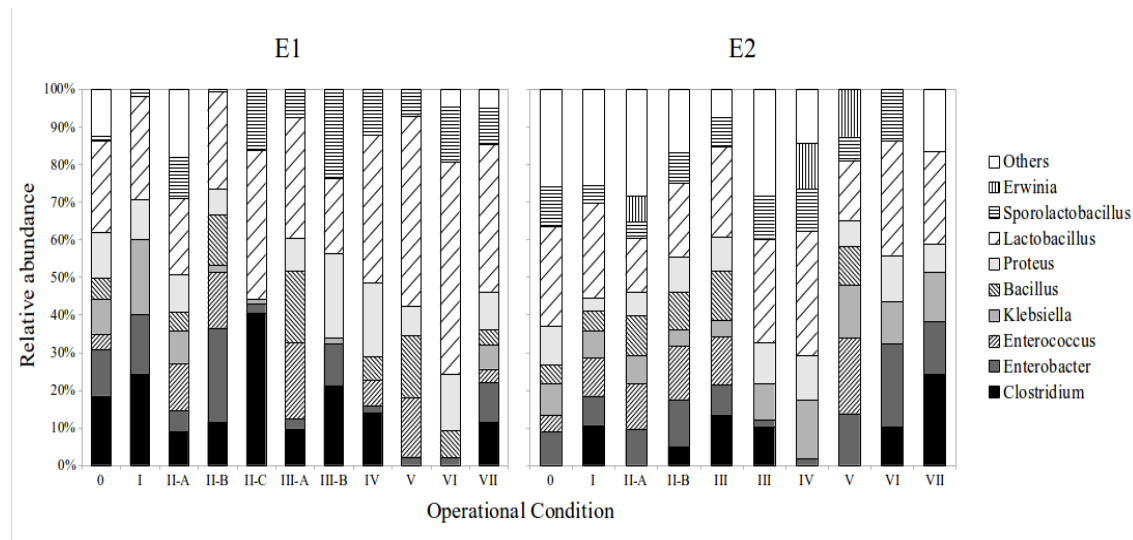 E1
E2
100%
90%
80%
70%
60%
50%
40%
30%
20%
10%
0%
Relative abundance
0 I II-A II-B II-C III-A III-B IV V VI VII
0 I II-A II-B III III IV V VI VII
Operational Condition
Others
Erwinia
Sporolactobacillus
Lactobacillus
Proteus
Bacillus
Klebsiella
Enterococcus
Enterobacter
Clostridium